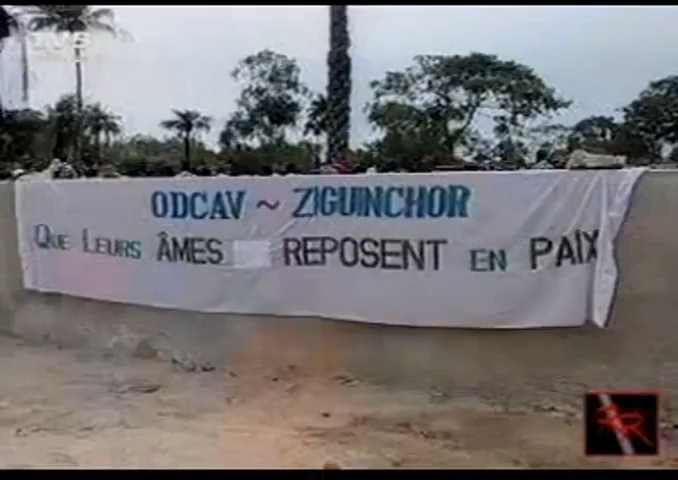 ODCAV ~ ZIGUINCHOR
QUE LEURS ÂMES REPOSENT EN PAIX